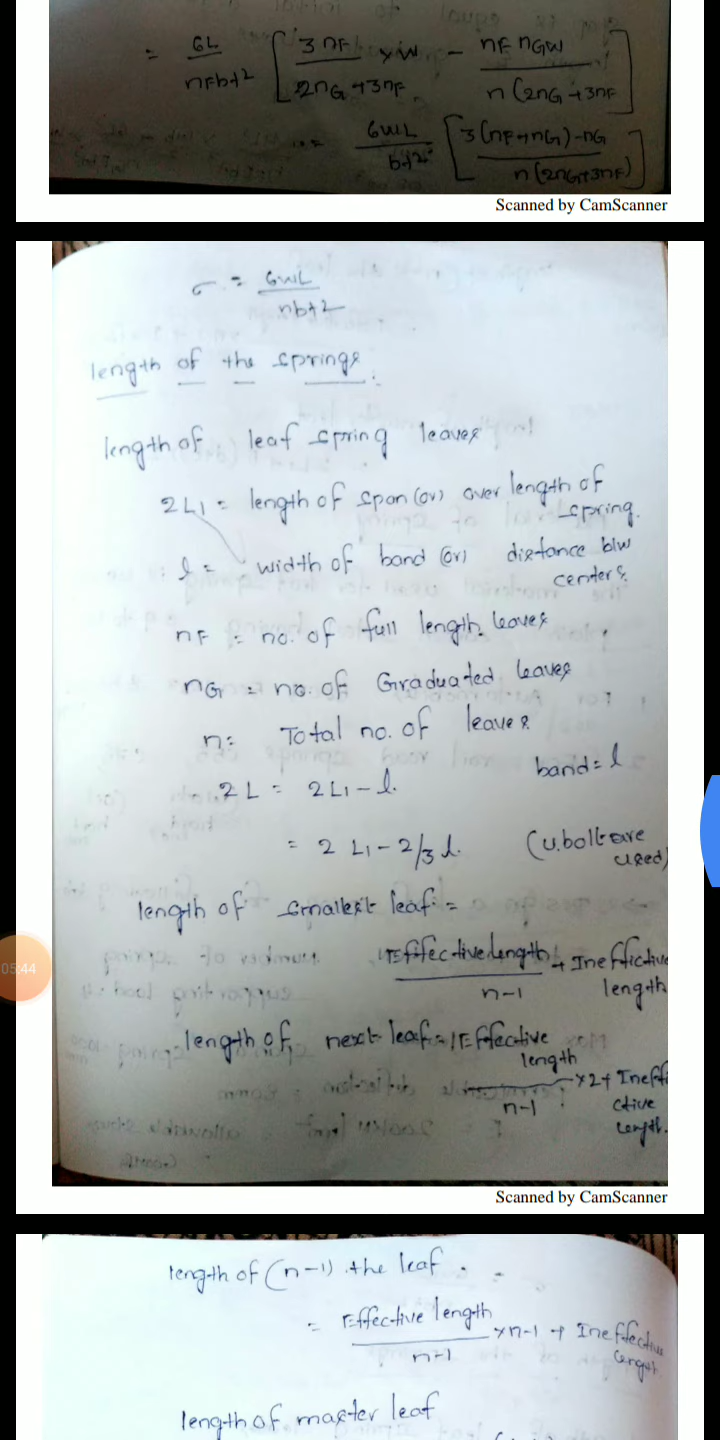 = 6L/nFbt² [3nF/2nG+3nF × W − nF nGW/n(2nG+3nF)]
6WL/bt² [3(nF+nG)-nG/n(2nG+3nF)]
Scanned by CamScanner
σ = 6WL/nbt2
length of the springs
length of leaf spring leaves
2L1 = length of span (or) over length of spring.
l = width of band (or) distance b/w centers
nF = no. of full length leaves
nG = no. of Graduated leaves
n = Total no. of leaves
2L = 2L1 - l. band = l
= 2L1 - 2/3 l. (u.bolt are used)
length of smallest leaf =
Effective length/n-1 + Ineffictive length
length of next leaf = Effective length/n-1 ×2+ Ineffective length.
05:44
Scanned by CamScanner
length of (n-1) the leaf
= Effective length/n-1 ×n-1 + Ineffective length
length of master leaf